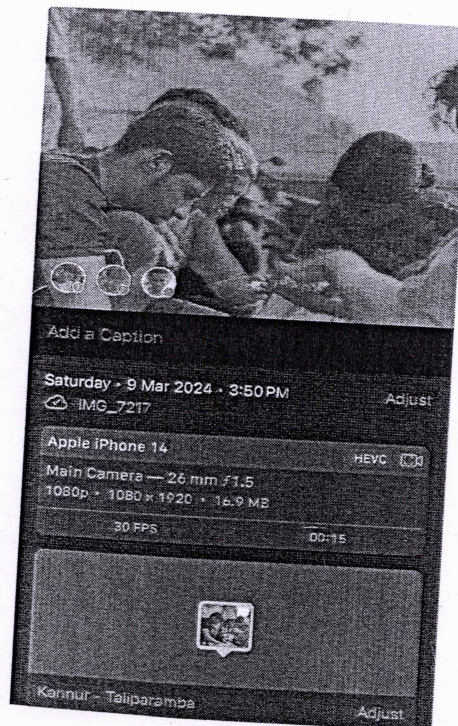 Add a Caption
Saturday • 9 Mar 2024 • 3:50 PM
Adjust
IMG_7217
Apple iPhone 14
HEVC
Main Camera — 26 mm ƒ1.5
1080p • 1080 x 1920 • 16.9 MB
30 FPS
00:15
Kannur - Taliparamba
Adjust